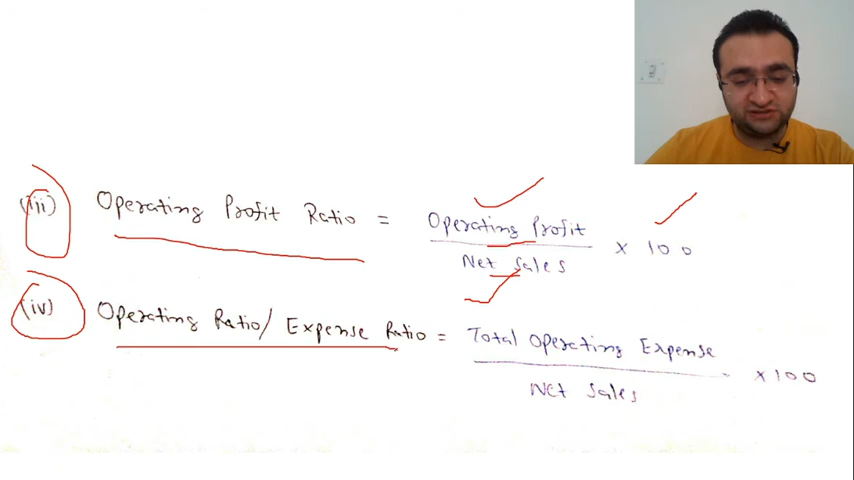 (iii) Operating Profit Ratio = Operating Profit / Net Sales x 100
(iv) Operating Ratio/ Expense Ratio = Total Operating Expense / Net Sales x 100